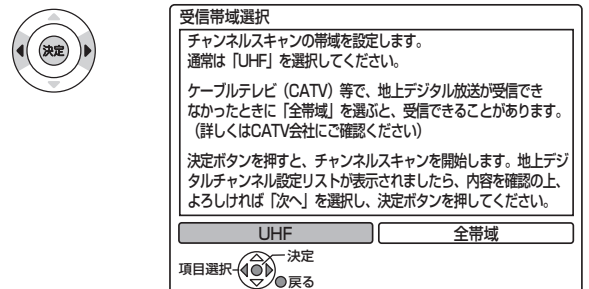 決定
受信帯域選択
チャンネルスキャンの帯域を設定します。
通常は「UHF」を選択してください。
ケーブルテレビ（CATV）等で、地上デジタル放送が受信でき
なかったときに「全帯域」を選ぶと、受信できることがあります。
（詳しくはCATV会社にご確認ください）
決定ボタンを押すと、チャンネルスキャンを開始します。地上デジ
タルチャンネル設定リストが表示されましたら、内容を確認の上、
よろしければ「次へ」を選択し、決定ボタンを押してください。
UHF
全帯域
決定
項目選択
戻る